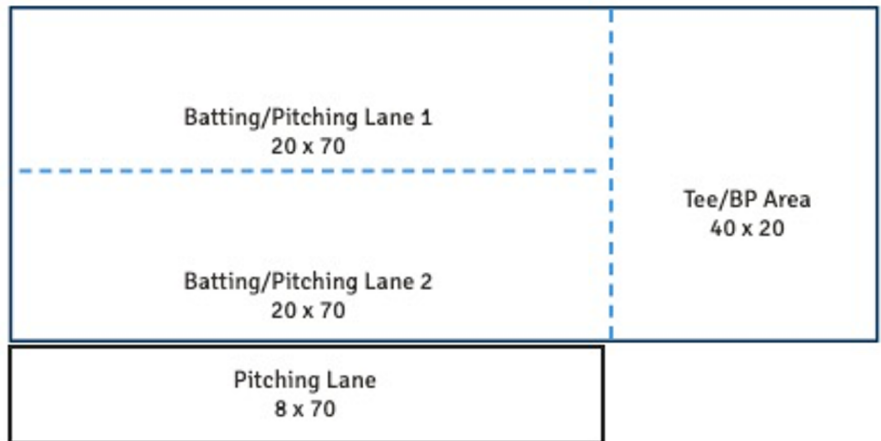 Batting/Pitching Lane 1
20 x 70
Tee/BP Area
40 x 20
Batting/Pitching Lane 2
20 x 70
Pitching Lane
8 x 70